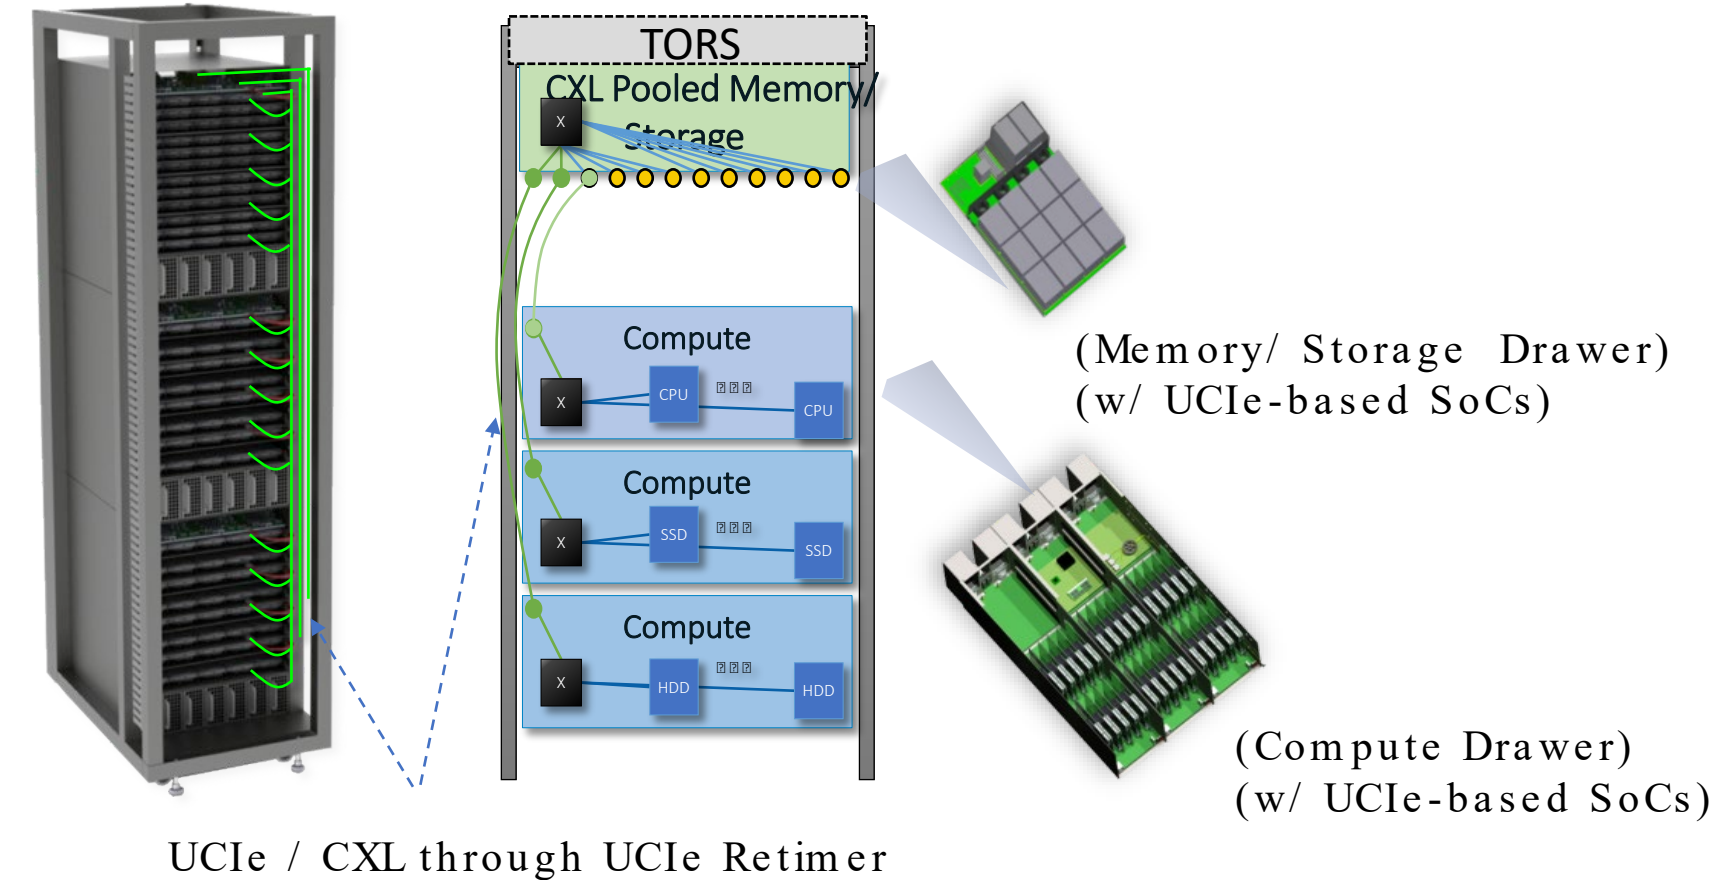 TORS
CXL Pooled Memory/
Storage
X
Compute
X
CPU
CPU
Compute
X
SSD
SSD
Compute
X
HDD
HDD
(Memory/ Storage Drawer)
(w/ UCIe-based SoCs)
(Compute Drawer)
(w/ UCIe-based SoCs)
UCIe / CXL through UCIe Retimer